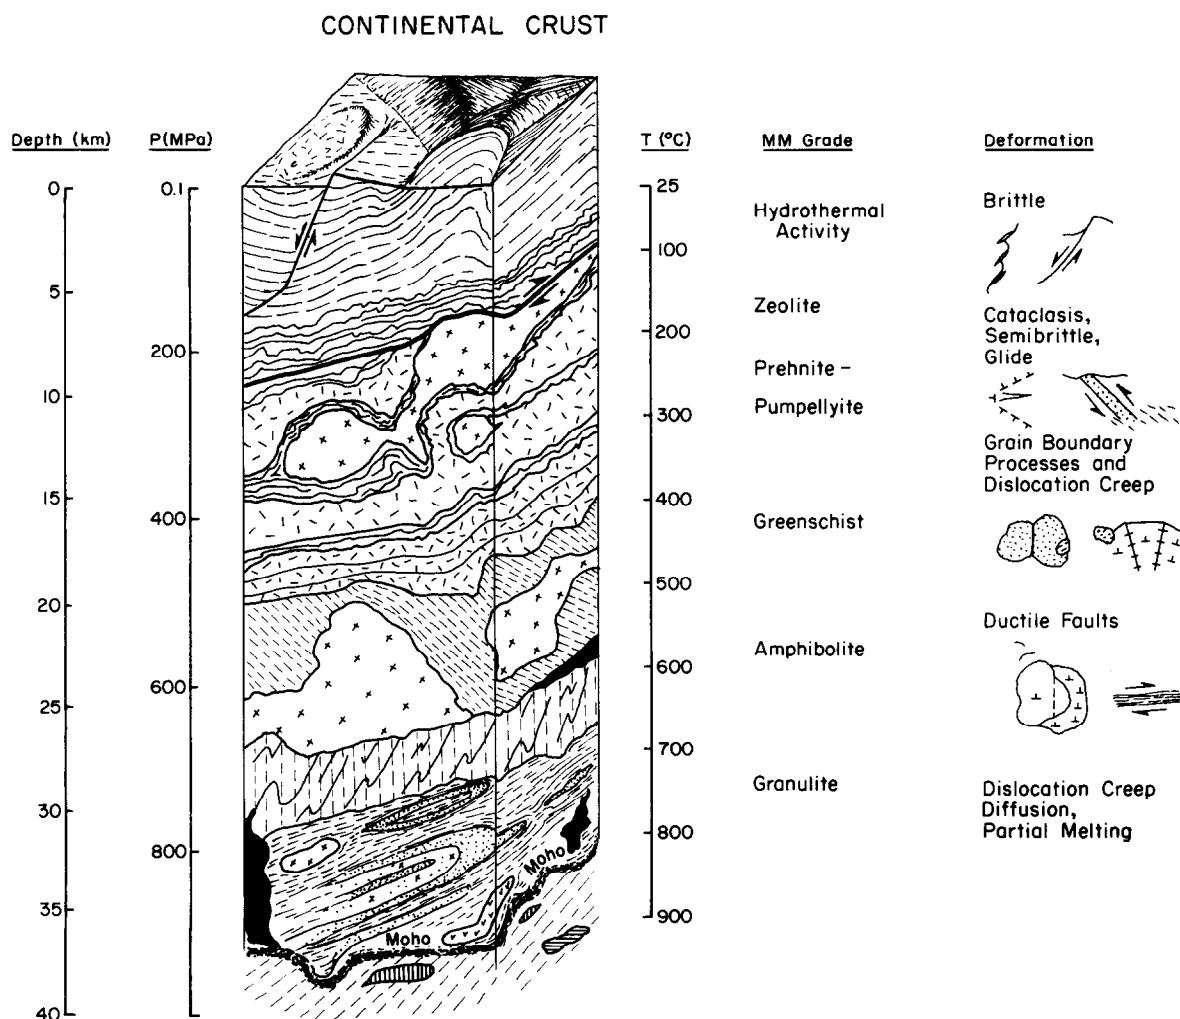 CONTINENTAL CRUST
Depth (km)
P(MPa)
T (°C)
MM Grade
Deformation
0
5
10
15
20
25
30
35
40
0.1
200
400
600
800
25
100
200
300
400
500
600
700
800
900
Hydrothermal
Activity
Zeolite
Prehnite –
Pumpellyite
Greenschist
Amphibolite
Granulite
Brittle
Cataclasis,
Semibrittle,
Glide
Grain Boundary
Processes and
Dislocation Creep
Ductile Faults
Dislocation Creep
Diffusion,
Partial Melting
Moho
Moho